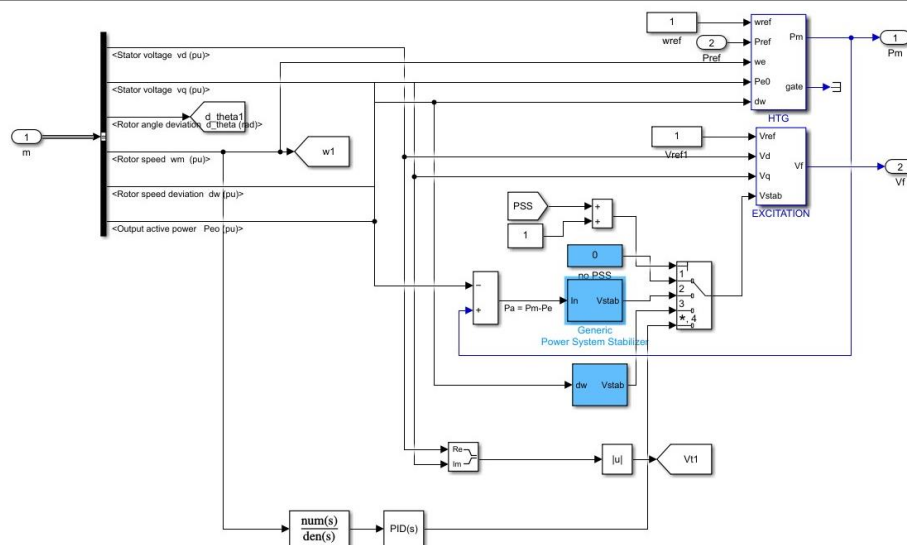 1
m
<Stator voltage vd (pu)>
<Stator voltage vq (pu)>
d_theta1
<Rotor angle deviation d_theta (rad)>
<Rotor speed wm (pu)>
w1
<Rotor speed deviation dw (pu)>
<Output active power Peo (pu)>
1
wref
2
Pref
wref
Pref
we
Pe0
dw
Pm
gate
HTG
1
Pm
1
Vref1
Vref
Vd
Vq
Vstab
Vf
EXCITATION
2
Vf
PSS
+
+
1
0
no PSS
−
+
Pa = Pm-Pe
In Vstab
Generic
Power System Stabilizer
1
2
3
*, 4
dw Vstab
Re
Im
|u|
Vt1
num(s)
den(s)
PID(s)